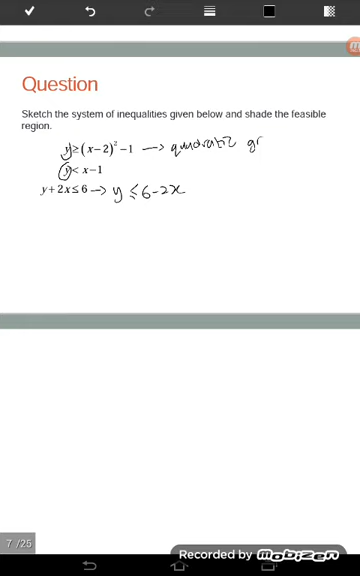 Question
Sketch the system of inequalities given below and shade the feasible
region.
y ≥ (x − 2)² − 1 → quadratic gr
y < x − 1
y + 2x ≤ 6 → y ≤ 6 − 2x
7 / 25
Recorded by mobizen